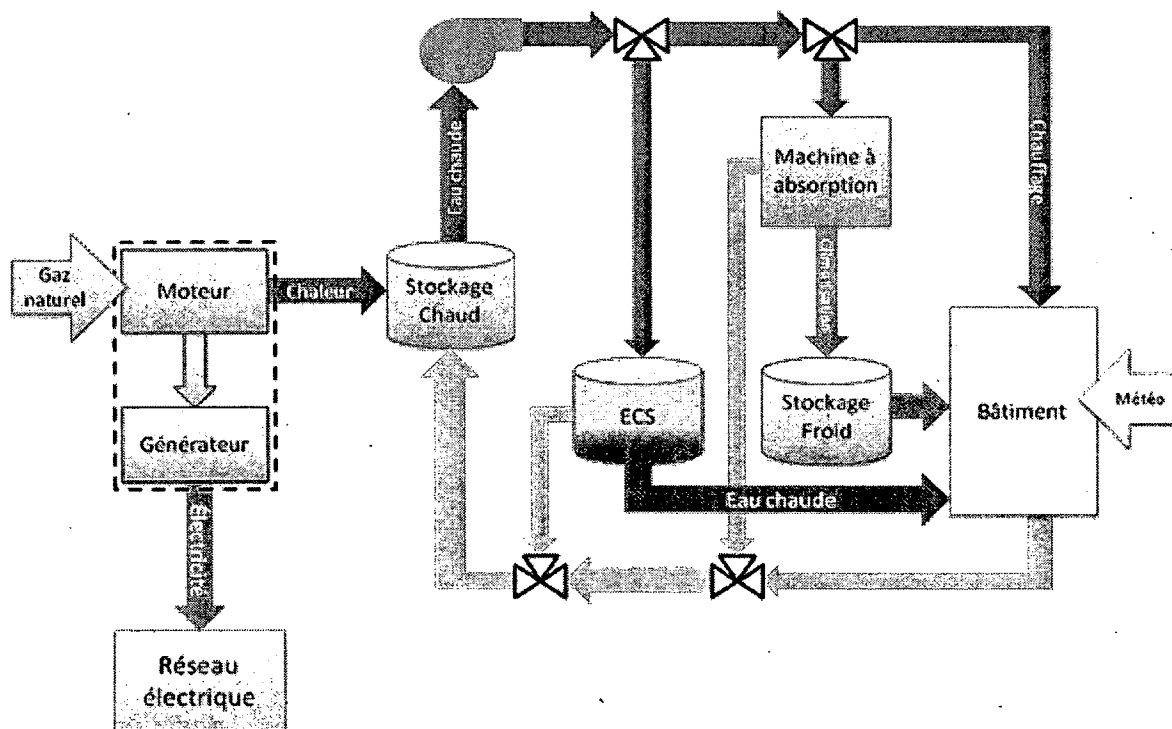 Eau chaude
Chauffage
Machine à
absorption
Gaz
naturel
Moteur
Chaleur
Stockage
Chaud
Générateur
ECS
Stockage
Froid
Bâtiment
Météo
Eau chaude
Électricité
Réseau
électrique